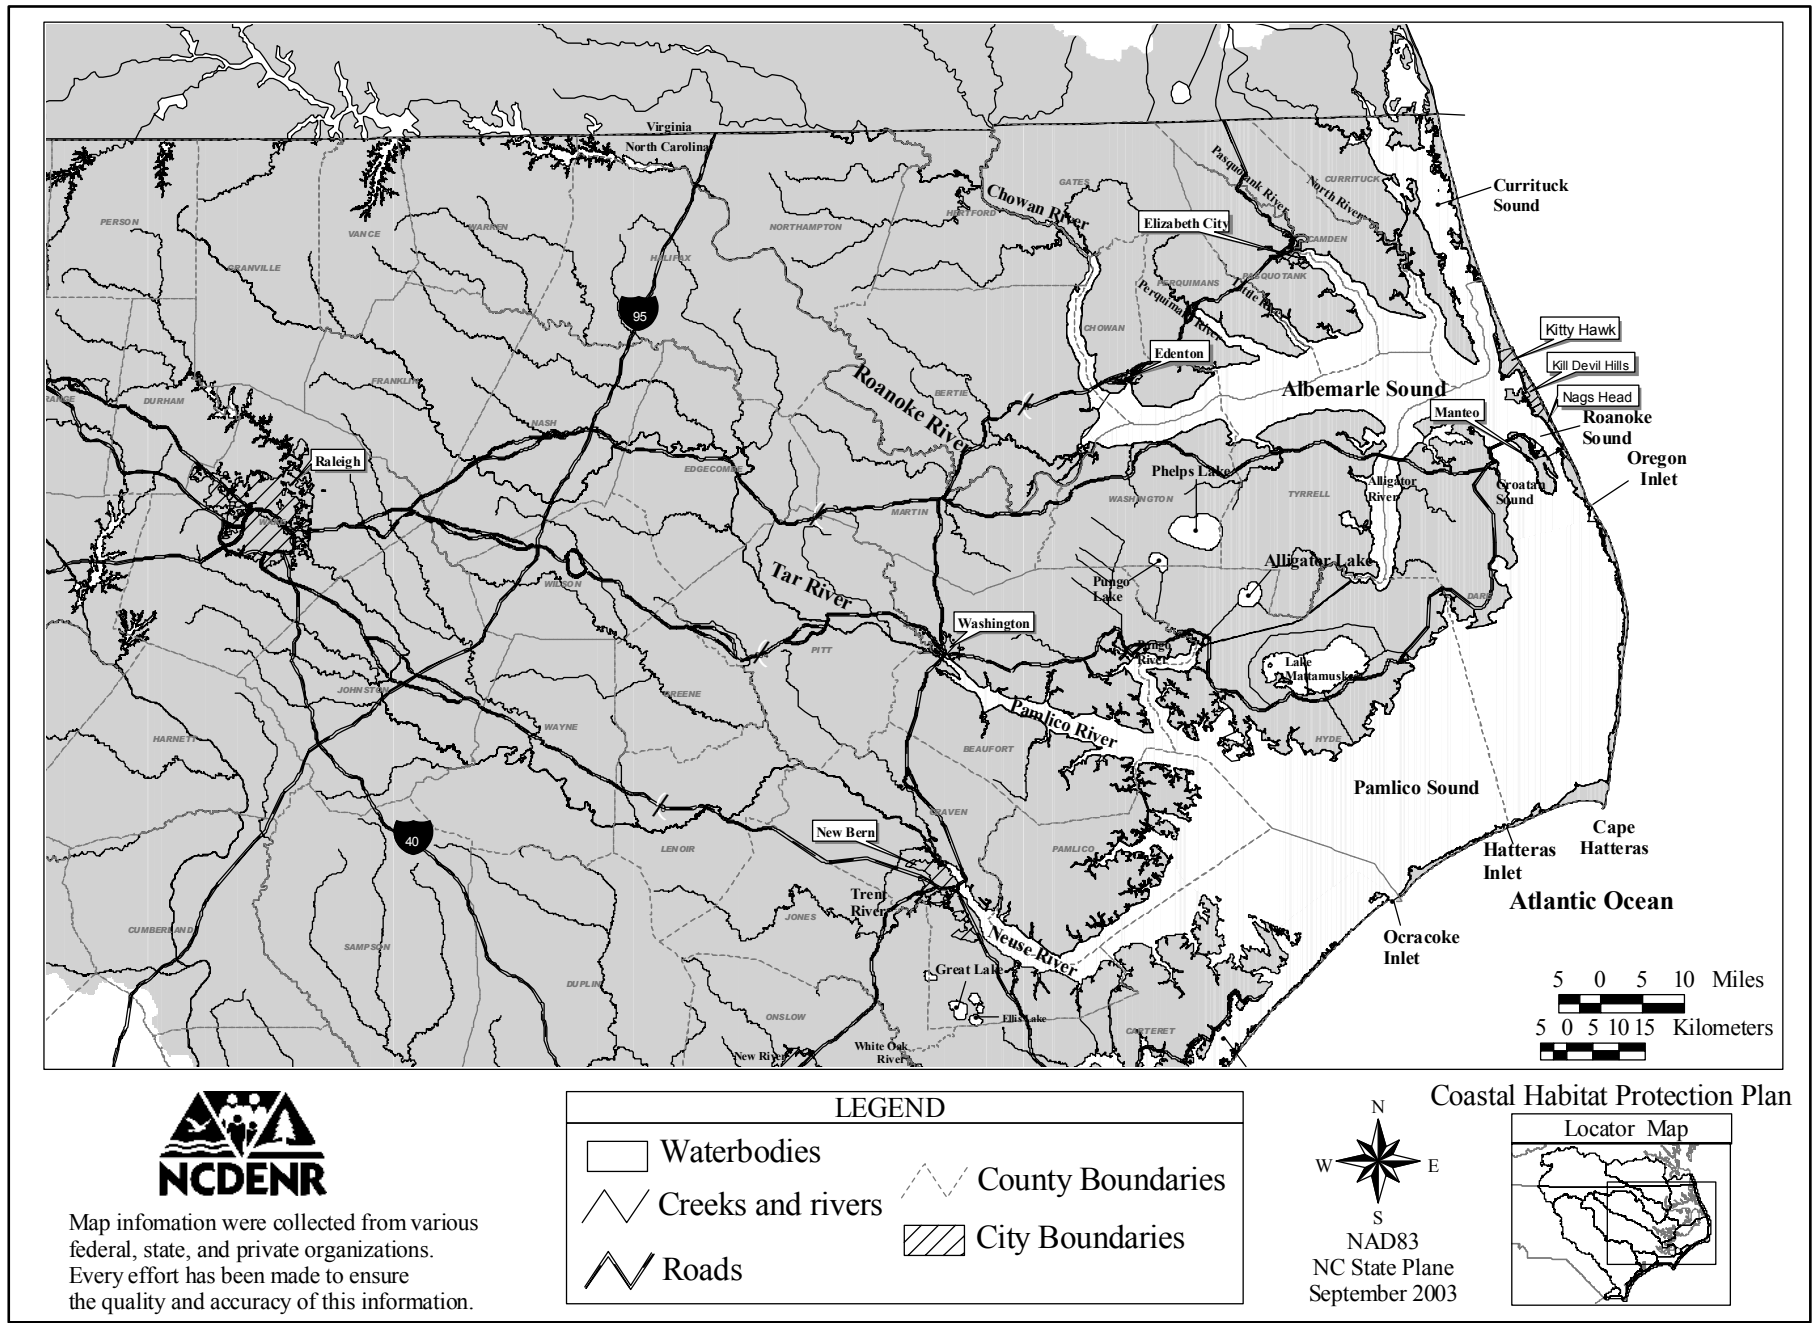 Virginia
North Carolina
Pasquotank River
North River
CURRITUCK
Currituck
Sound
GATES
Chowan River
HERTFORD
Elizabeth City
CAMDEN
PERSON
VANCE
WARREN
NORTHAMPTON
GRANVILLE
HALIFAX
PASQUOTANK
PERQUIMANS
Perquimans River
Little River
95
CHOWAN
Kitty Hawk
Edenton
Kill Devil Hills
Roanoke River
BERTIE
Albemarle Sound
Nags Head
FRANKLIN
DURHAM
Manteo
Roanoke
Sound
NASH
Oregon
Inlet
Raleigh
EDGECOMBE
Phelps Lake
WASHINGTON
TYRRELL
Alligator
River
Croatan
Sound
MARTIN
WAKE
Tar River
WILSON
Pungo
Lake
Alligator Lake
DARE
Washington
PITT
Pungo
River
Lake
Mattamuskeet
JOHNSTON
GREENE
Pamlico River
HARNETT
WAYNE
BEAUFORT
HYDE
Pamlico Sound
CRAVEN
New Bern
40
LENOIR
PAMLICO
Cape
Hatteras
Hatteras
Inlet
Trent
River
Atlantic Ocean
JONES
CUMBERLAND
SAMPSON
Neuse River
Ocracoke
Inlet
Great Lake
DUPLIN
ONSLOW
Ellis Lake
CARTERET
New River
White Oak
River
5 0 5 10 Miles
5 0 5 10 15 Kilometers
NCDENR
Map infomation were collected from various
federal, state, and private organizations.
Every effort has been made to ensure
the quality and accuracy of this information.
LEGEND
Waterbodies
Creeks and rivers
Roads
County Boundaries
City Boundaries
N
W E
S
NAD83
NC State Plane
September 2003
Coastal Habitat Protection Plan
Locator Map